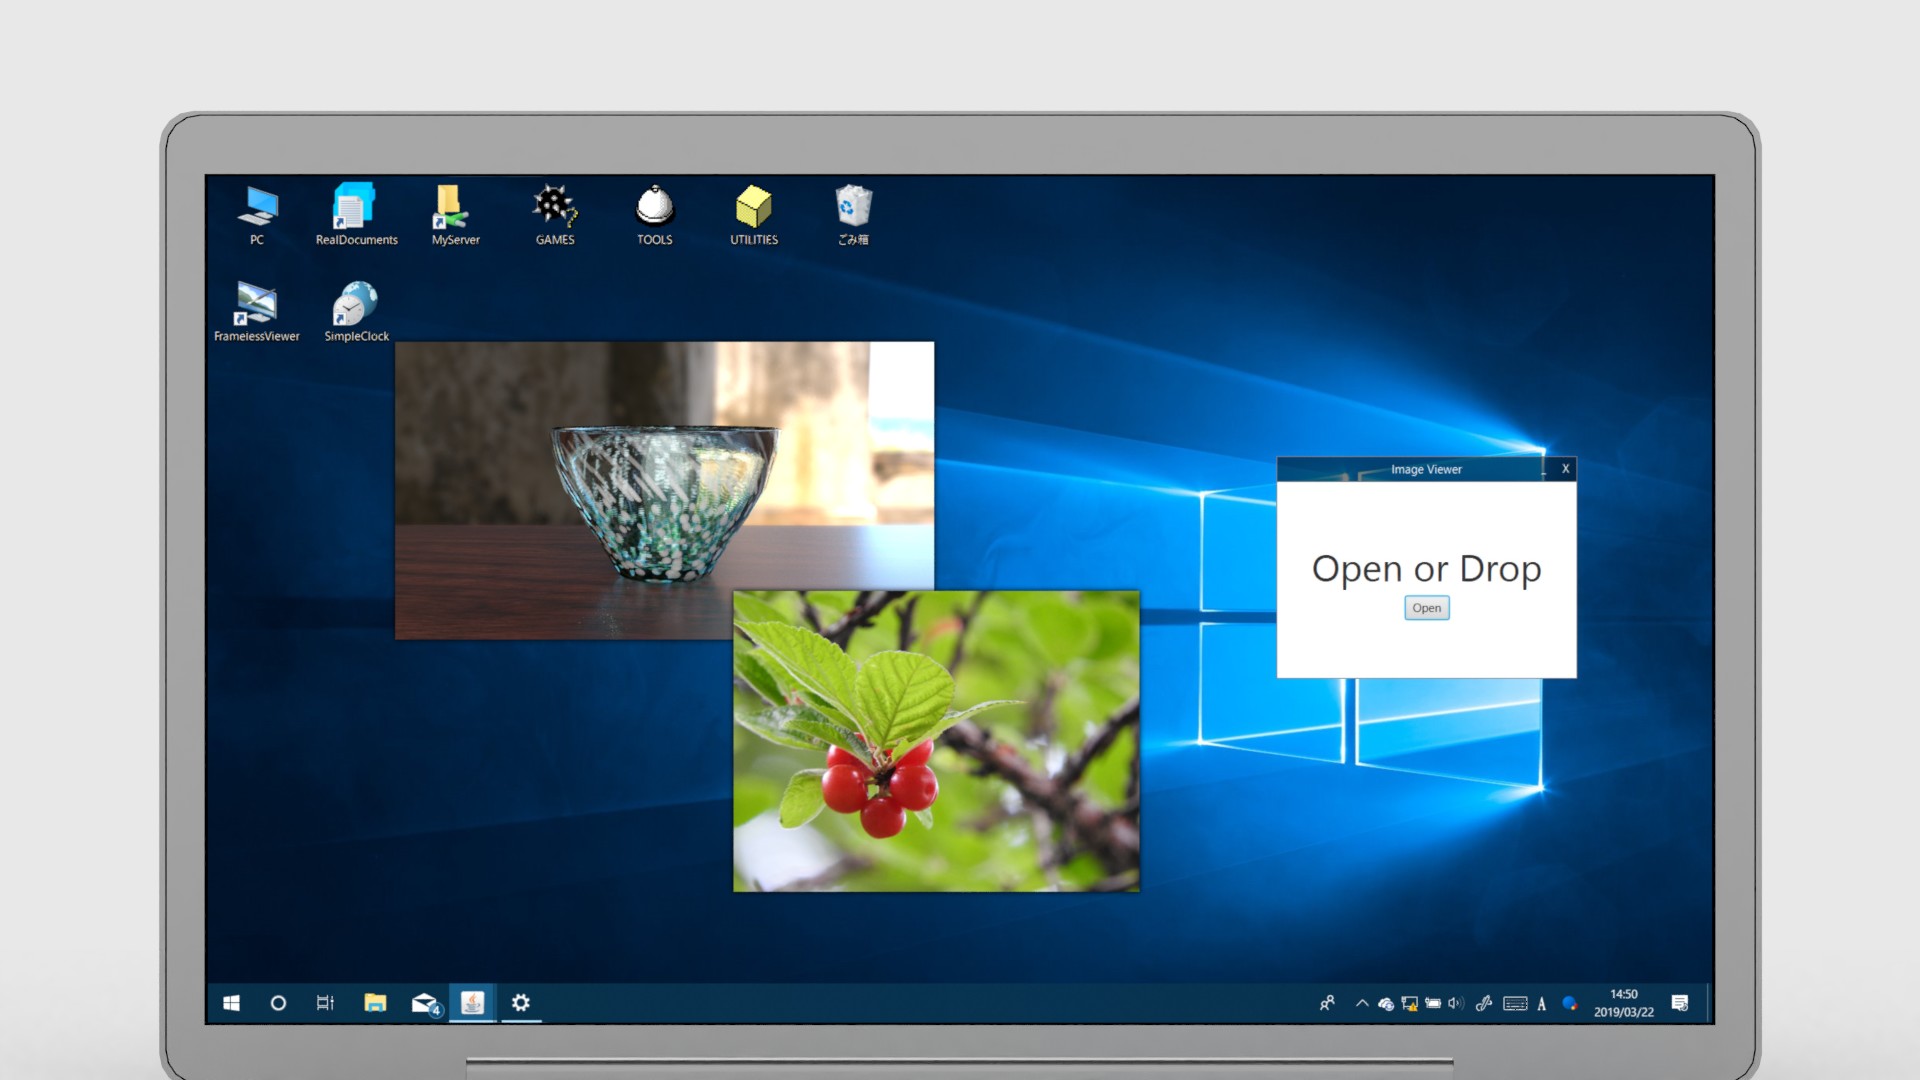 PC
RealDocuments
MyServer
GAMES
TOOLS
UTILITIES
ごみ箱
FramelessViewer
SimpleClock
Image Viewer
X
Open or Drop
Open
4
A
14:50
2019/03/22